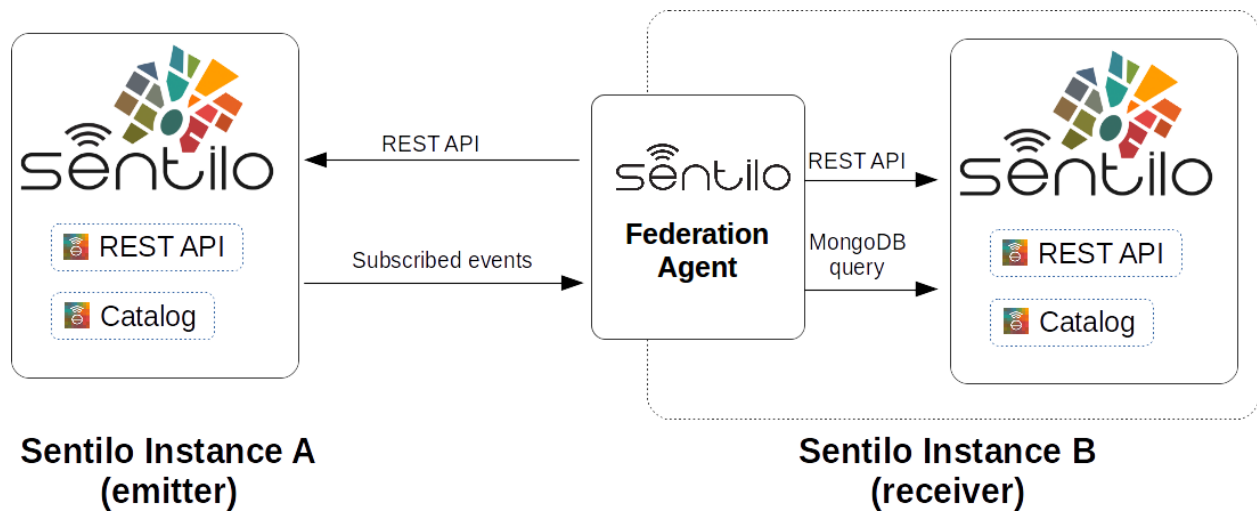 sentilo
REST API
Catalog
REST API
Subscribed events
sentilo
Federation
Agent
REST API
MongoDB
query
sentilo
REST API
Catalog
Sentilo Instance A
(emitter)
Sentilo Instance B
(receiver)